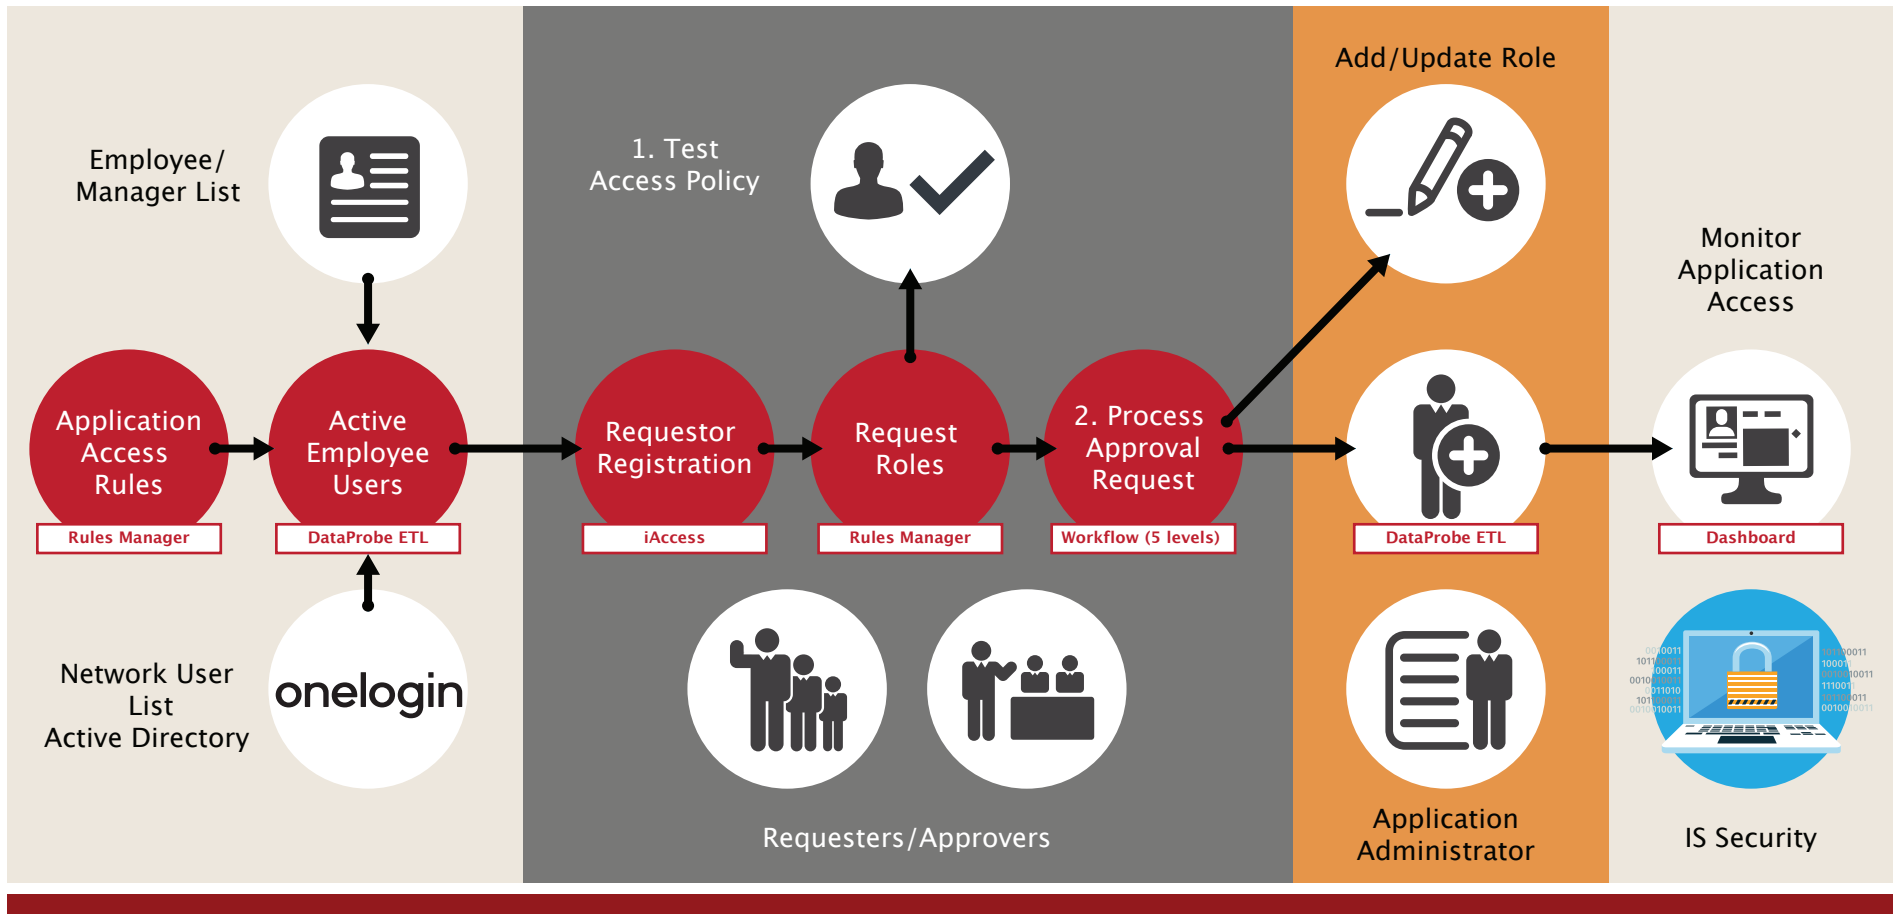 Employee/
Manager List
Application
Access
Rules
Rules Manager
Active
Employee
Users
DataProbe ETL
Network User
List
Active Directory
onelogin
1. Test
Access Policy
Requestor
Registration
iAccess
Request
Roles
Rules Manager
2. Process
Approval
Request
Workflow (5 levels)
Requesters/Approvers
Add/Update Role
DataProbe ETL
Application
Administrator
Monitor
Application
Access
Dashboard
IS Security